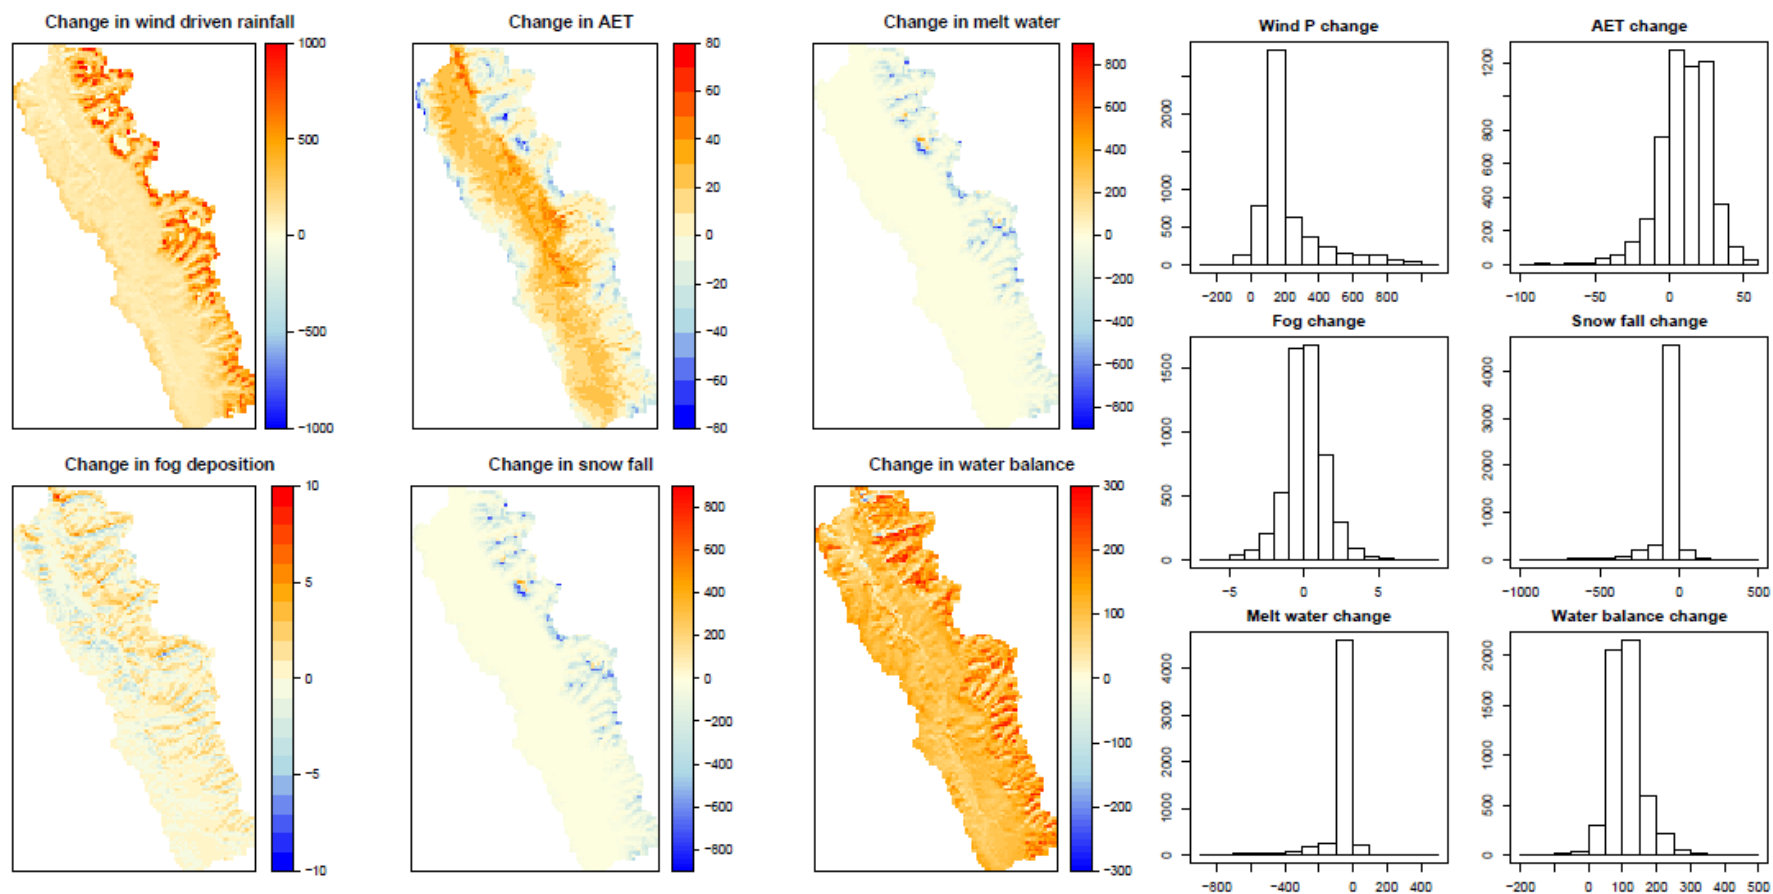 Change in wind driven rainfall
1000
500
0
−500
−1000
Change in AET
80
60
40
20
0
−20
−40
−60
−80
Change in melt water
800
600
400
200
0
−200
−400
−600
−800
Wind P change
0 500 1000 2000
−200 0 200 400 600 800
AET change
0 200 400 600 800 1200
−100 −50 0 50
Change in fog deposition
10
5
0
−5
−10
Change in snow fall
800
600
400
200
0
−200
−400
−600
−800
Change in water balance
300
200
100
0
−100
−200
−300
Fog change
0 500 1000 1500
−5 0 5
Snow fall change
0 1000 2000 3000 4000
−1000 −500 0 500
Melt water change
0 1000 2000 3000 4000
−800 −400 0 200 400
Water balance change
0 500 1000 1500 2000
−200 0 100 200 300 400 500